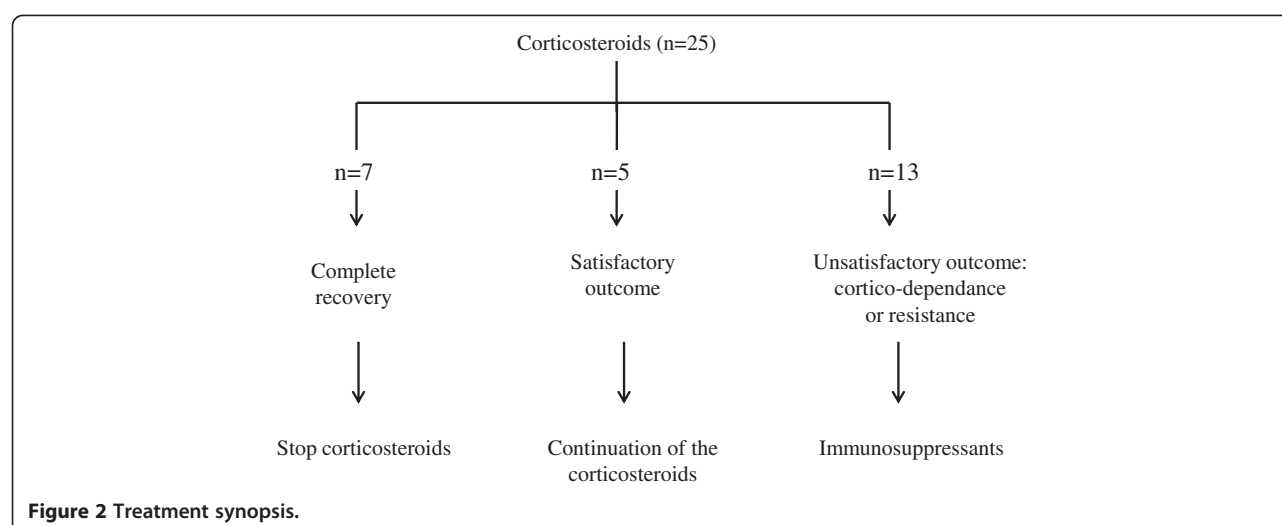 Corticosteroids (n=25)
n=7
n=5
n=13
Complete
recovery
Satisfactory
outcome
Unsatisfactory outcome:
cortico-dependance
or resistance
Stop corticosteroids
Continuation of the
corticosteroids
Immunosuppressants
Figure 2 Treatment synopsis.